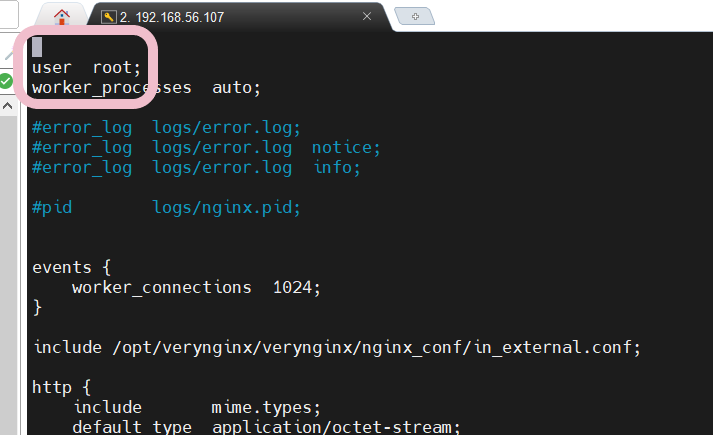 2. 192.168.56.107
user  root;
worker_processes  auto;
#error_log  logs/error.log;
#error_log  logs/error.log  notice;
#error_log  logs/error.log  info;
#pid        logs/nginx.pid;
events {
    worker_connections  1024;
}
include /opt/verynginx/verynginx/nginx_conf/in_external.conf;
http {
    include       mime.types;
    default_type  application/octet-stream;